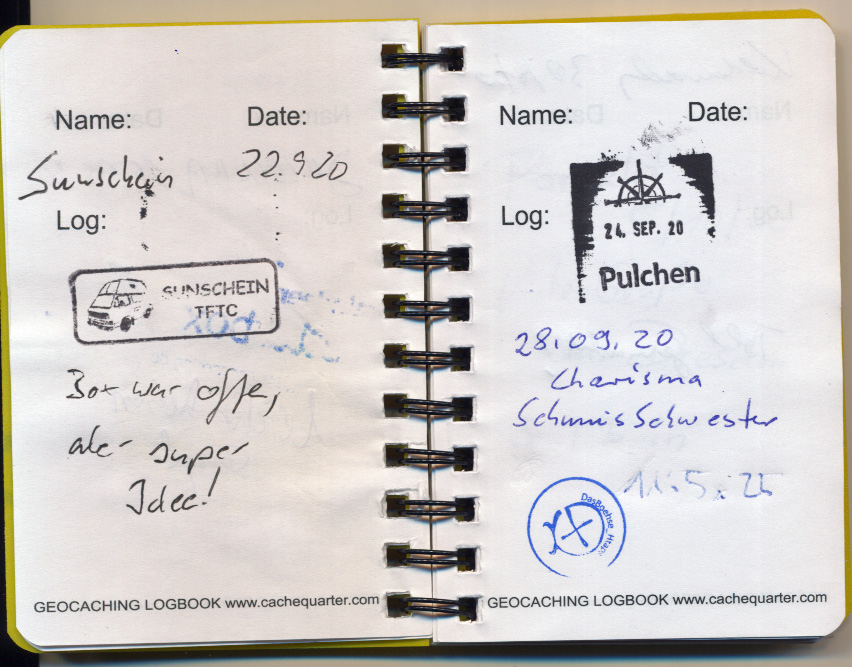 Name: Date:
Sunschein 22.9.20
Log:
SUNSCHEIN
TFTC
Box war offen,
aber super
Idee!
GEOCACHING LOGBOOK www.cachequarter.com
Name: Date:
Log:
24. SEP. 20
Pulchen
28.09.20
Charisma
SchumisSchwester
11.5.25
GEOCACHING LOGBOOK www.cachequarter.com